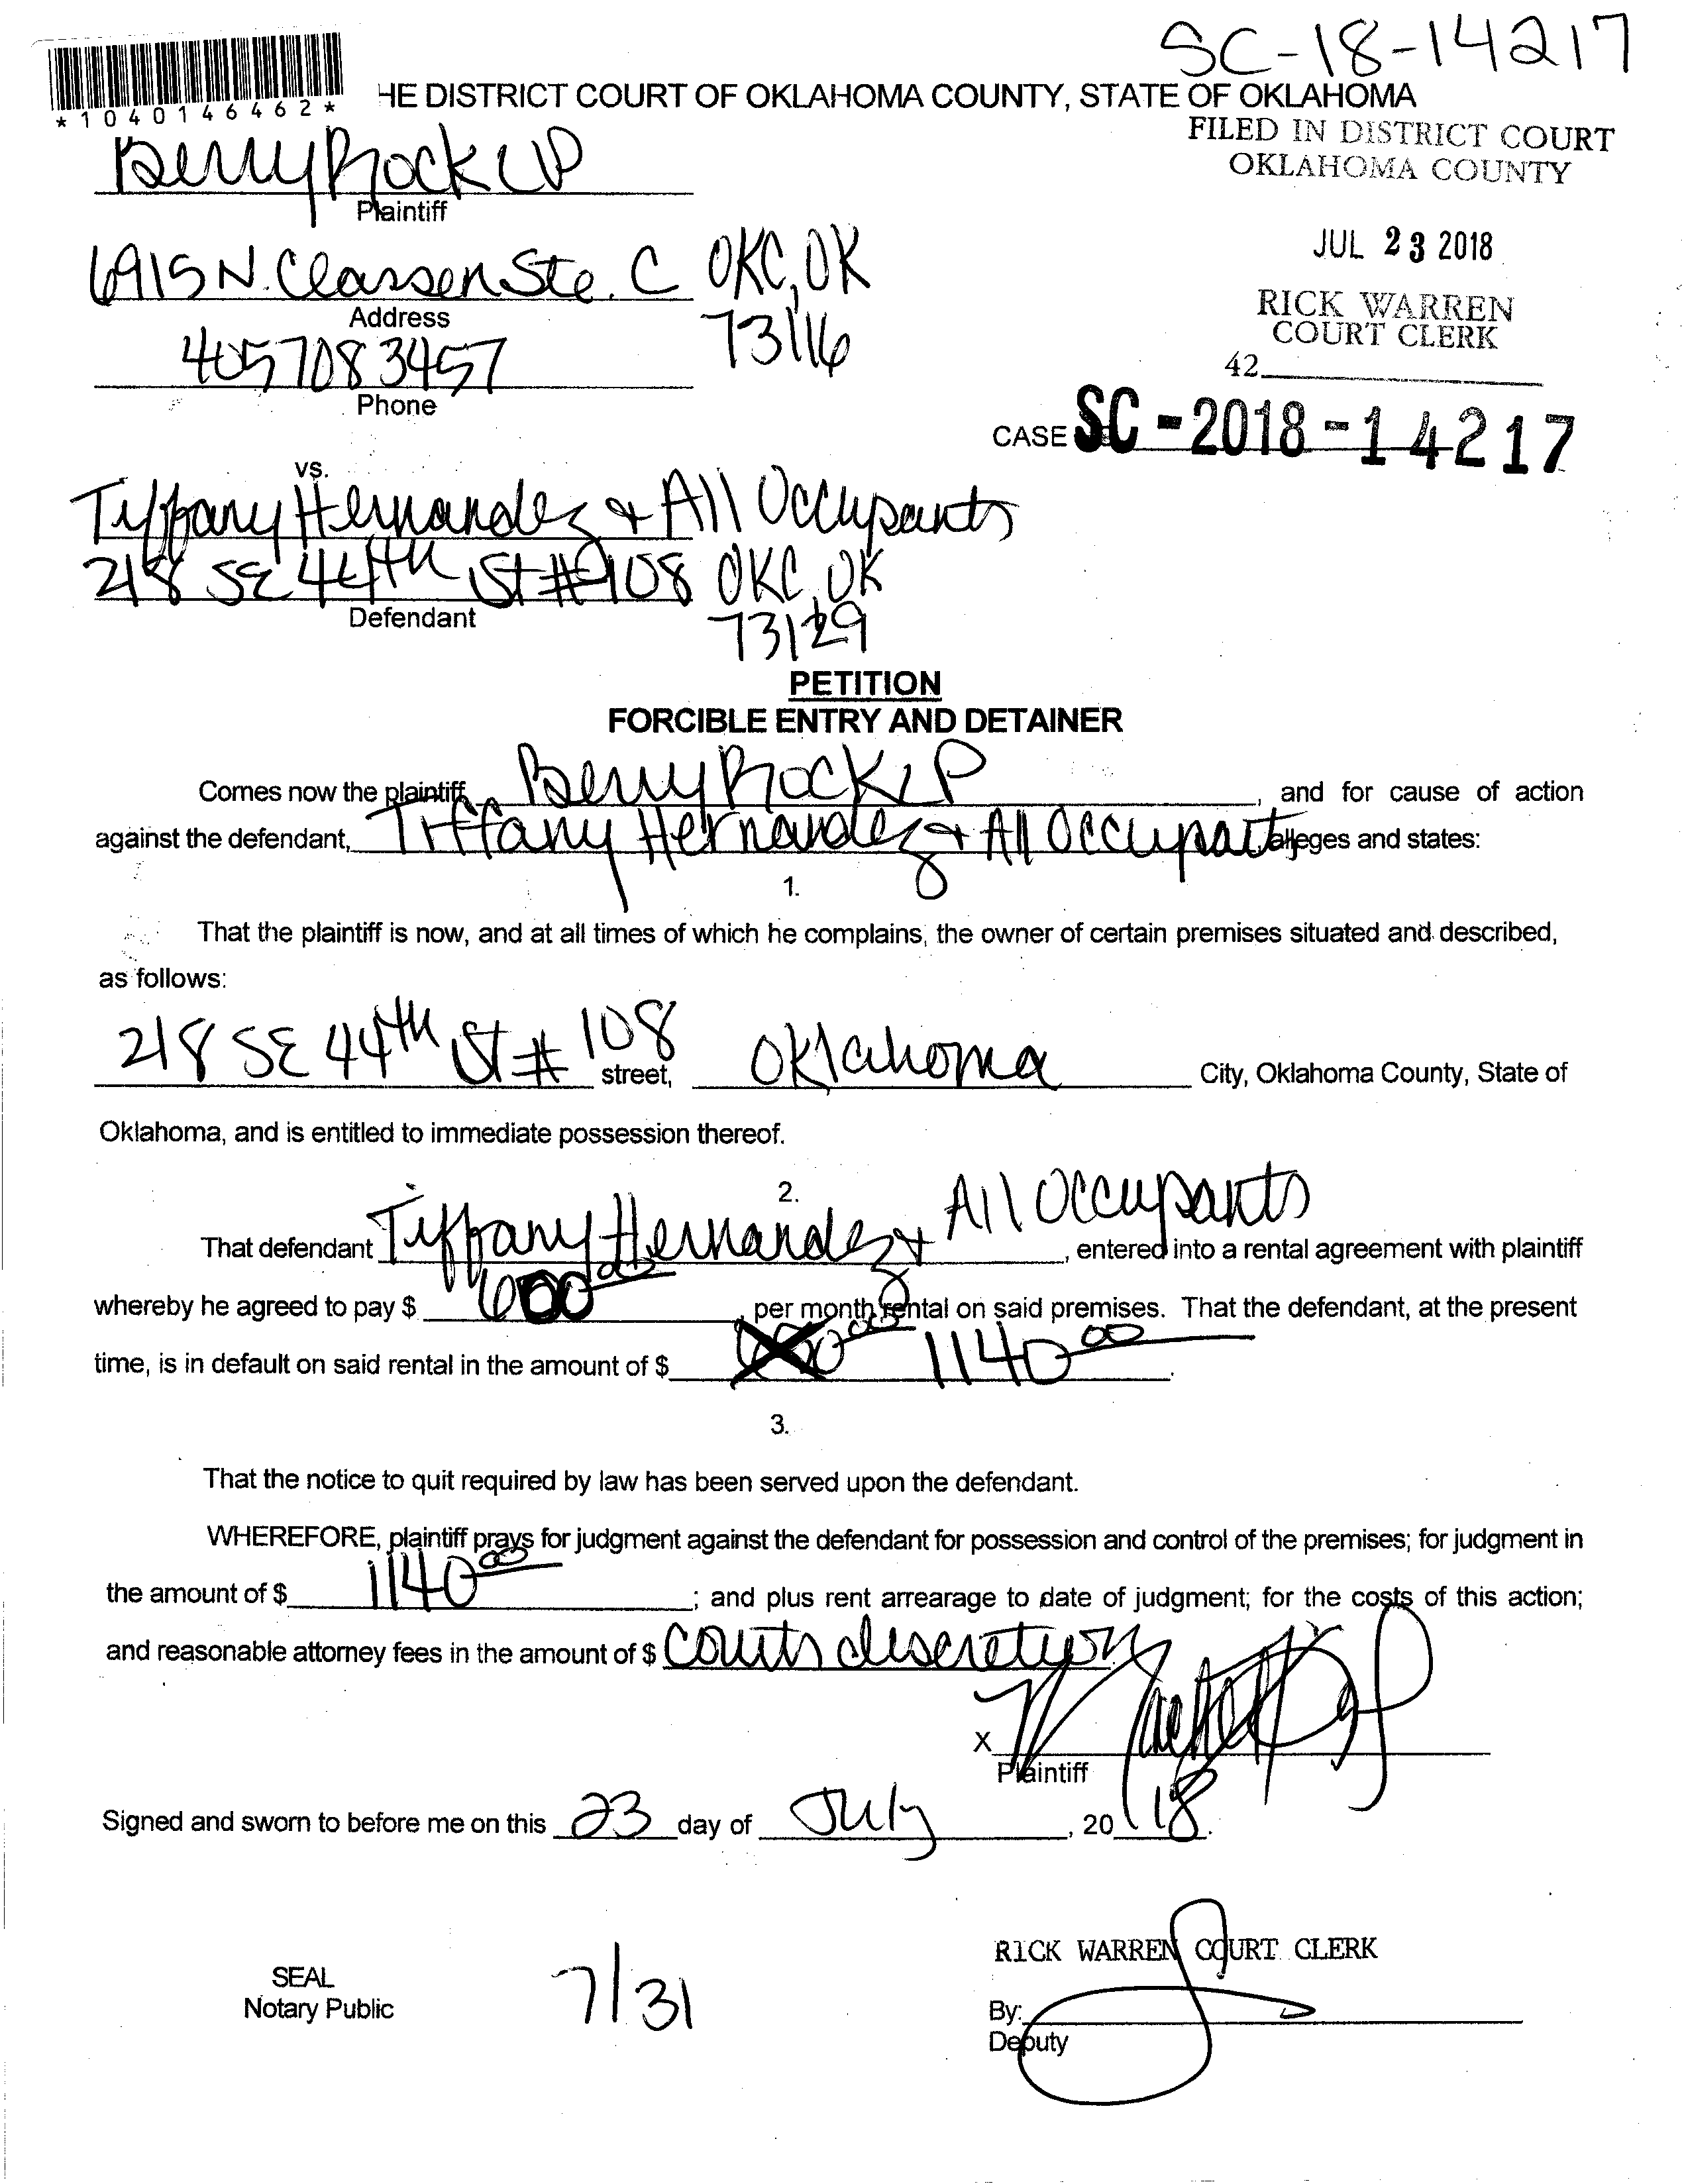 SC-18-14217
*1040146462*
HE DISTRICT COURT OF OKLAHOMA COUNTY, STATE OF OKLAHOMA
FILED IN DISTRICT COURT
OKLAHOMA COUNTY
Berry Rock LP
Plaintiff
JUL 23 2018
6915 N. Classen Ste. C OKC, OK
Address
73116
RICK WARREN
COURT CLERK
4057083457
Phone
42
CASE SC-2018-14217
vs.
Tiffany Hernandez & All Occupants
218 SE 44th St #108 OKC, OK
Defendant
73129
PETITION
FORCIBLE ENTRY AND DETAINER
Comes now the plaintiff Berry Rock LP, and for cause of action
against the defendant, Tiffany Hernandez & All Occupant alleges and states:
1.
That the plaintiff is now, and at all times of which he complains, the owner of certain premises situated and described,
as follows:
218 SE 44th St # 108 street, Oklahoma City, Oklahoma County, State of
Oklahoma, and is entitled to immediate possession thereof.
2.
That defendant Tiffany Hernandez & All Occupants, entered into a rental agreement with plaintiff
whereby he agreed to pay $ 600 00, per month rental on said premises. That the defendant, at the present
time, is in default on said rental in the amount of $ 1140 00.
3.
That the notice to quit required by law has been served upon the defendant.
WHEREFORE, plaintiff prays for judgment against the defendant for possession and control of the premises; for judgment in
the amount of $ 1140 00; and plus rent arrearage to date of judgment; for the costs of this action;
and reasonable attorney fees in the amount of $ courts discretion
X
Plaintiff
Signed and sworn to before me on this 23 day of July, 20 18.
RICK WARREN COURT CLERK
SEAL
Notary Public
7/31
By:
Deputy